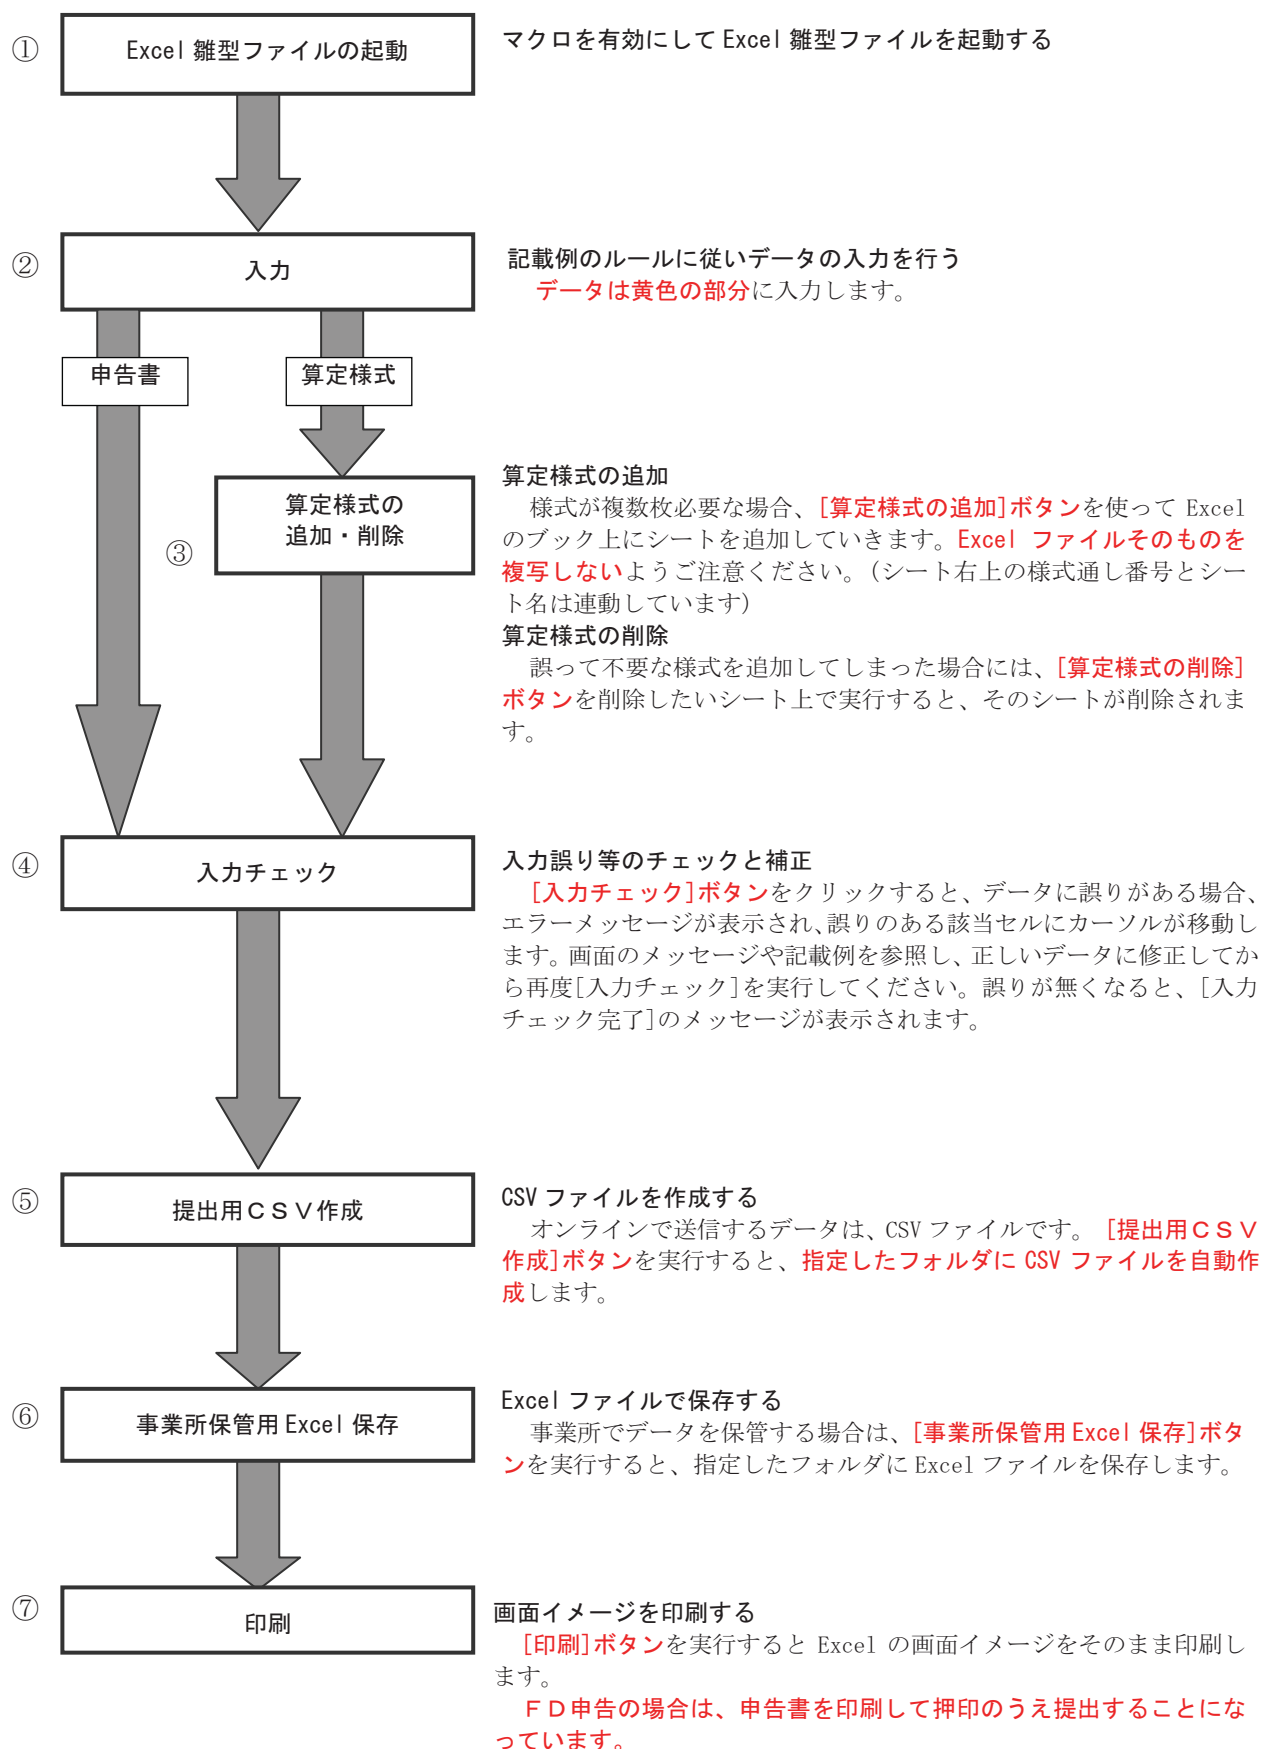 ① Excel 雛型ファイルの起動
マクロを有効にして Excel 雛型ファイルを起動する
② 入力
記載例のルールに従いデータの入力を行う
データは黄色の部分に入力します。
申告書
算定様式
③ 算定様式の
追加・削除
算定様式の追加
様式が複数枚必要な場合、[算定様式の追加]ボタンを使って Excel
のブック上にシートを追加していきます。Excel ファイルそのものを
複写しないようご注意ください。(シート右上の様式通し番号とシー
ト名は連動しています)
算定様式の削除
誤って不要な様式を追加してしまった場合には、[算定様式の削除]
ボタンを削除したいシート上で実行すると、そのシートが削除されま
す。
④ 入力チェック
入力誤り等のチェックと補正
[入力チェック]ボタンをクリックすると、データに誤りがある場合、
エラーメッセージが表示され、誤りのある該当セルにカーソルが移動し
ます。画面のメッセージや記載例を参照し、正しいデータに修正してか
ら再度[入力チェック]を実行してください。誤りが無くなると、[入力
チェック完了]のメッセージが表示されます。
⑤ 提出用ＣＳＶ作成
CSV ファイルを作成する
オンラインで送信するデータは、CSV ファイルです。 [提出用ＣＳＶ
作成]ボタンを実行すると、指定したフォルダに CSV ファイルを自動作
成します。
⑥ 事業所保管用 Excel 保存
Excel ファイルで保存する
事業所でデータを保管する場合は、[事業所保管用 Excel 保存]ボタ
ンを実行すると、指定したフォルダに Excel ファイルを保存します。
⑦ 印刷
画面イメージを印刷する
[印刷]ボタンを実行すると Excel の画面イメージをそのまま印刷し
ます。
ＦＤ申告の場合は、申告書を印刷して押印のうえ提出することにな
っています。